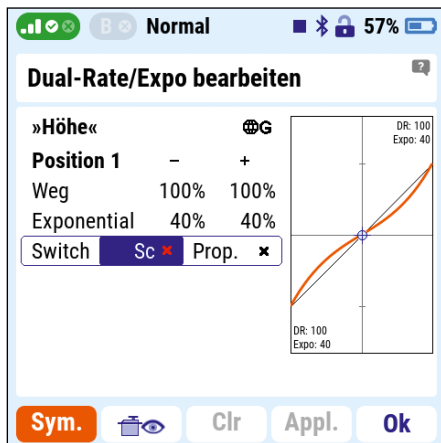 B Normal 57%
Dual-Rate/Expo bearbeiten
?
»Höhe« G
Position 1 – +
Weg 100% 100%
Exponential 40% 40%
Switch Sc Prop.
DR: 100
Expo: 40
DR: 100
Expo: 40
Sym. Clr Appl. Ok